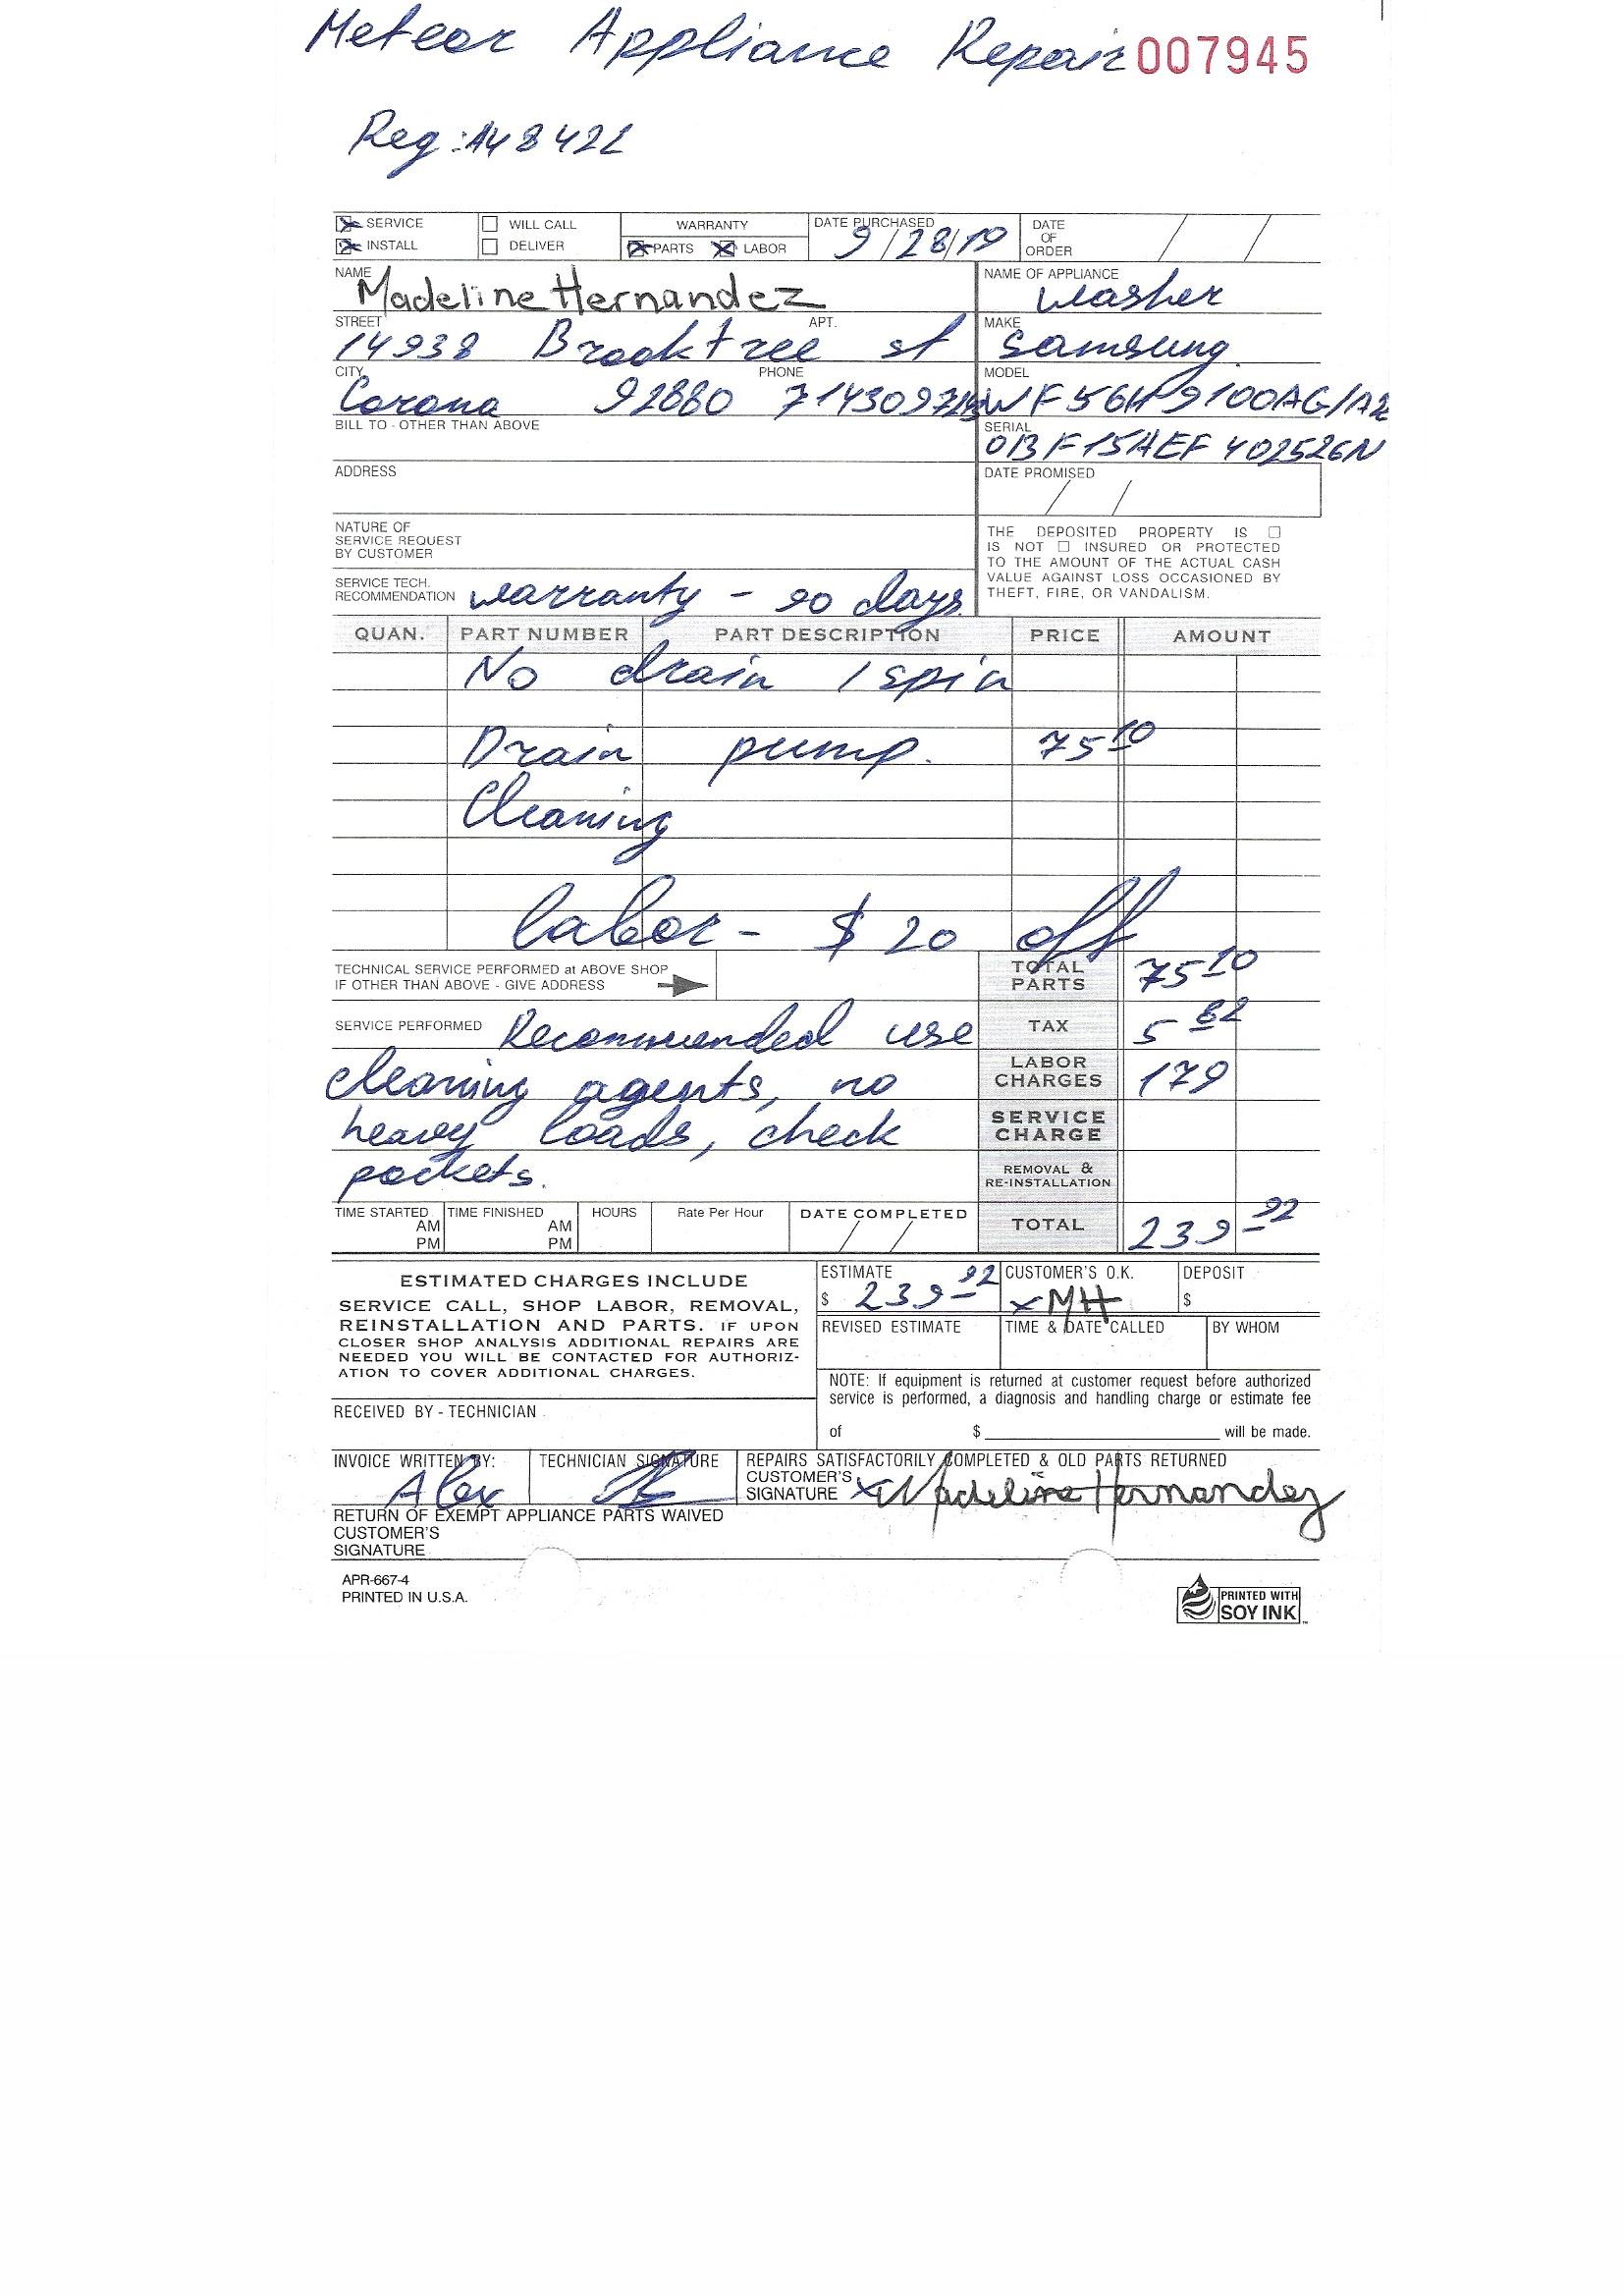 Meteor Appliance Repair 007945
Reg: A48422
SERVICE WILL CALL WARRANTY DATE PURCHASED 9/28/19 DATE OF ORDER / /
INSTALL DELIVER PARTS LABOR
NAME Madeline Hernandez NAME OF APPLIANCE washer
STREET 14938 Brooktree st APT. MAKE Samsung
CITY Corona 92880 PHONE MODEL WF56H9100AG/A2
BILL TO - OTHER THAN ABOVE SERIAL
ADDRESS DATE PROMISED / /
NATURE OF
SERVICE REQUEST
BY CUSTOMER
THE DEPOSITED PROPERTY IS ☐
IS NOT ☐ INSURED OR PROTECTED
TO THE AMOUNT OF THE ACTUAL CASH
VALUE AGAINST LOSS OCCASIONED BY
THEFT, FIRE, OR VANDALISM.
SERVICE TECH.
RECOMMENDATION warranty - 90 days
QUAN. PART NUMBER PART DESCRIPTION PRICE AMOUNT
No drain / spin
Drain pump. 75 10
Cleaning
labor - $20 off
TECHNICAL SERVICE PERFORMED at ABOVE SHOP
IF OTHER THAN ABOVE - GIVE ADDRESS
TOTAL PARTS 75 10
SERVICE PERFORMED Recommended use TAX 5 82
cleaning agents, no LABOR CHARGES 179
heavy loads, check SERVICE CHARGE
pockets. REMOVAL & RE-INSTALLATION
TIME STARTED AM PM TIME FINISHED AM PM HOURS Rate Per Hour DATE COMPLETED / / TOTAL 239 92
ESTIMATED CHARGES INCLUDE
SERVICE CALL, SHOP LABOR, REMOVAL,
REINSTALLATION AND PARTS. IF UPON
CLOSER SHOP ANALYSIS ADDITIONAL REPAIRS ARE
NEEDED YOU WILL BE CONTACTED FOR AUTHORIZ-
ATION TO COVER ADDITIONAL CHARGES.
ESTIMATE $ 239 92 CUSTOMER'S O.K. x MH DEPOSIT $
REVISED ESTIMATE TIME & DATE CALLED BY WHOM
NOTE: If equipment is returned at customer request before authorized
service is performed, a diagnosis and handling charge or estimate fee
of $ will be made.
RECEIVED BY - TECHNICIAN
INVOICE WRITTEN BY: Alex TECHNICIAN SIGNATURE REPAIRS SATISFACTORILY COMPLETED & OLD PARTS RETURNED
CUSTOMER'S
SIGNATURE x Madeline Hernandez
RETURN OF EXEMPT APPLIANCE PARTS WAIVED
CUSTOMER'S
SIGNATURE
APR-667-4
PRINTED IN U.S.A.
PRINTED WITH
SOY INK